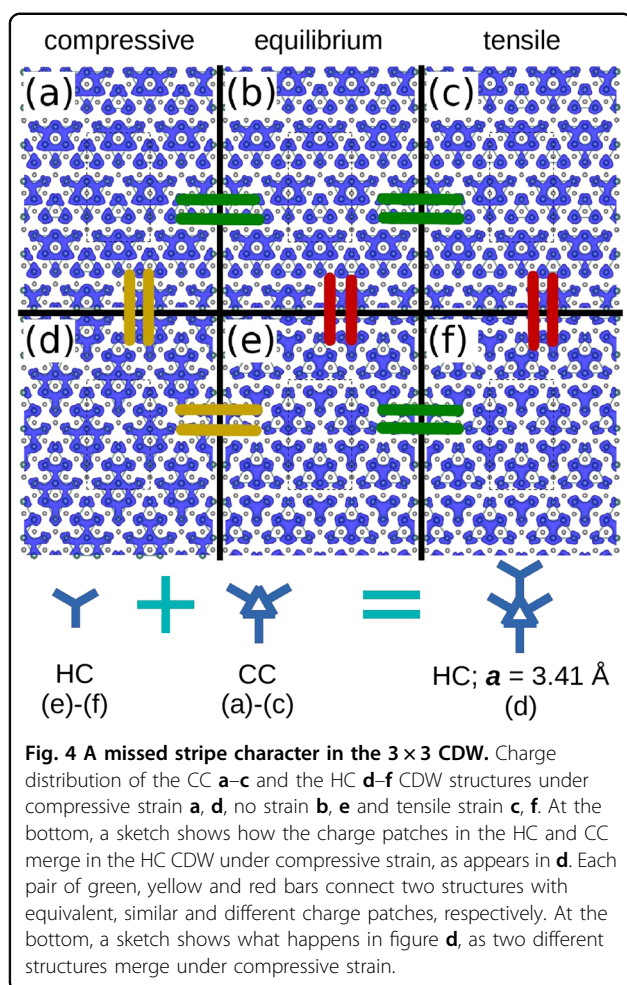 compressive equilibrium tensile
(a) (b) (c)
(d) (e) (f)
HC CC HC; a = 3.41 Å
(e)-(f) (a)-(c) (d)
Fig. 4 A missed stripe character in the 3 × 3 CDW. Charge
distribution of the CC a–c and the HC d–f CDW structures under
compressive strain a, d, no strain b, e and tensile strain c, f. At the
bottom, a sketch shows how the charge patches in the HC and CC
merge in the HC CDW under compressive strain, as appears in d. Each
pair of green, yellow and red bars connect two structures with
equivalent, similar and different charge patches, respectively. At the
bottom, a sketch shows what happens in figure d, as two different
structures merge under compressive strain.